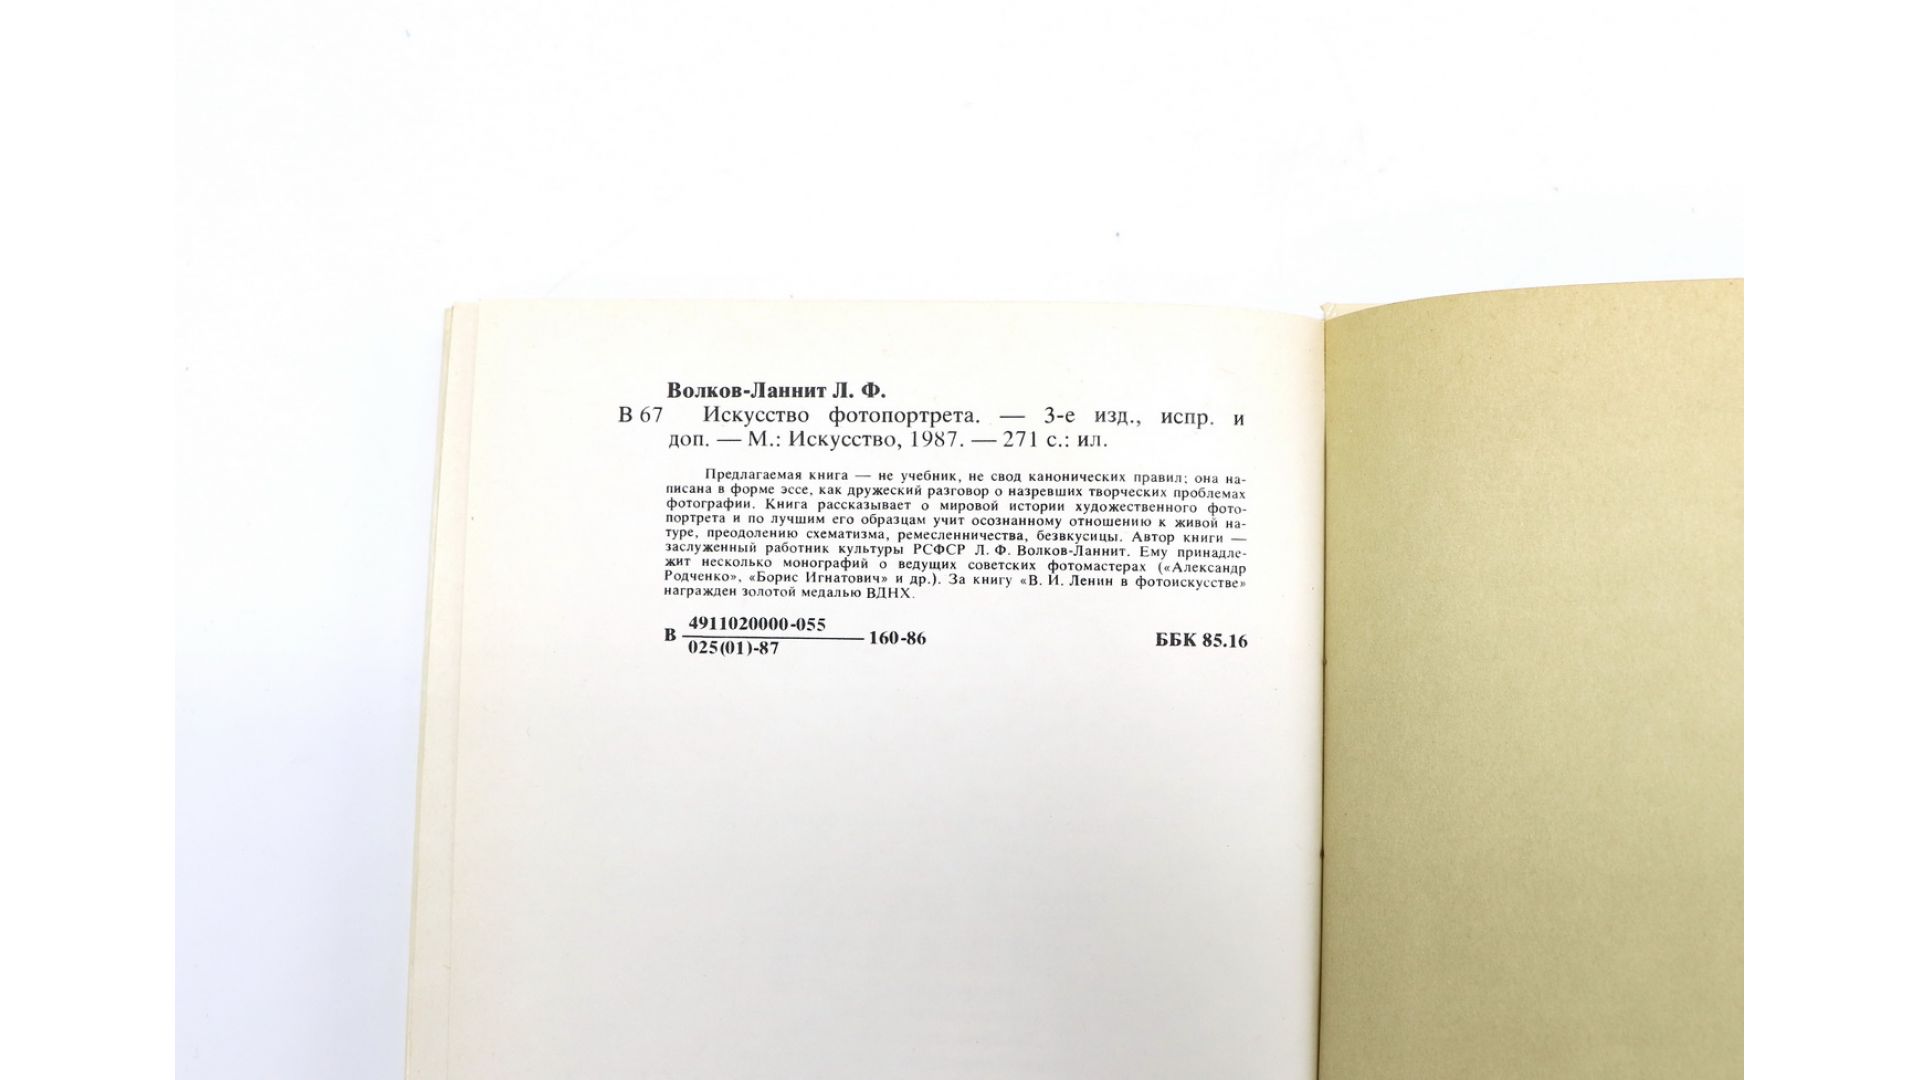 Волков-Ланнит Л. Ф.
В 67 Искусство фотопортрета. — 3-е изд., испр. и
доп. — М.: Искусство, 1987. — 271 с.: ил.
Предлагаемая книга — не учебник, не свод канонических правил; она на-
писана в форме эссе, как дружеский разговор о назревших творческих проблемах
фотографии. Книга рассказывает о мировой истории художественного фото-
портрета и по лучшим его образцам учит осознанному отношению к живой на-
туре, преодолению схематизма, ремесленничества, безвкусицы. Автор книги —
заслуженный работник культуры РСФСР Л. Ф. Волков-Ланнит. Ему принадле-
жит несколько монографий о ведущих советских фотомастерах («Александр
Родченко», «Борис Игнатович» и др.). За книгу «В. И. Ленин в фотоискусстве»
награжден золотой медалью ВДНХ.
4911020000-055
В 160-86 ББК 85.16
025(01)-87